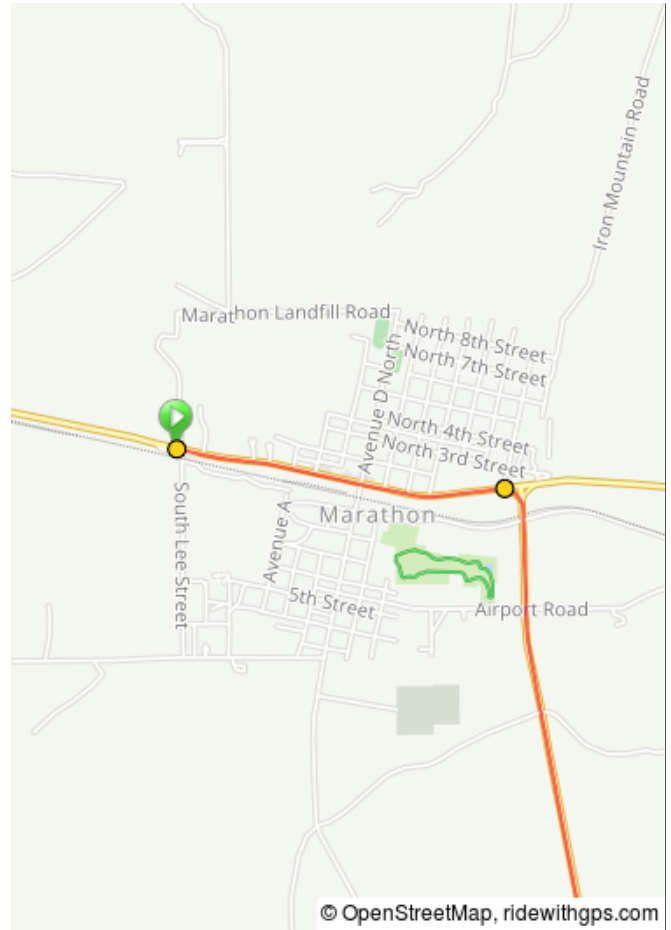 Iron Mountain Road
Marathon Landfill Road
North 8th Street
North 7th Street
Avenue D North
North 4th Street
North 3rd Street
Marathon
South Lee Street
Avenue A
5th Street
Airport Road
© OpenStreetMap, ridewithgps.com